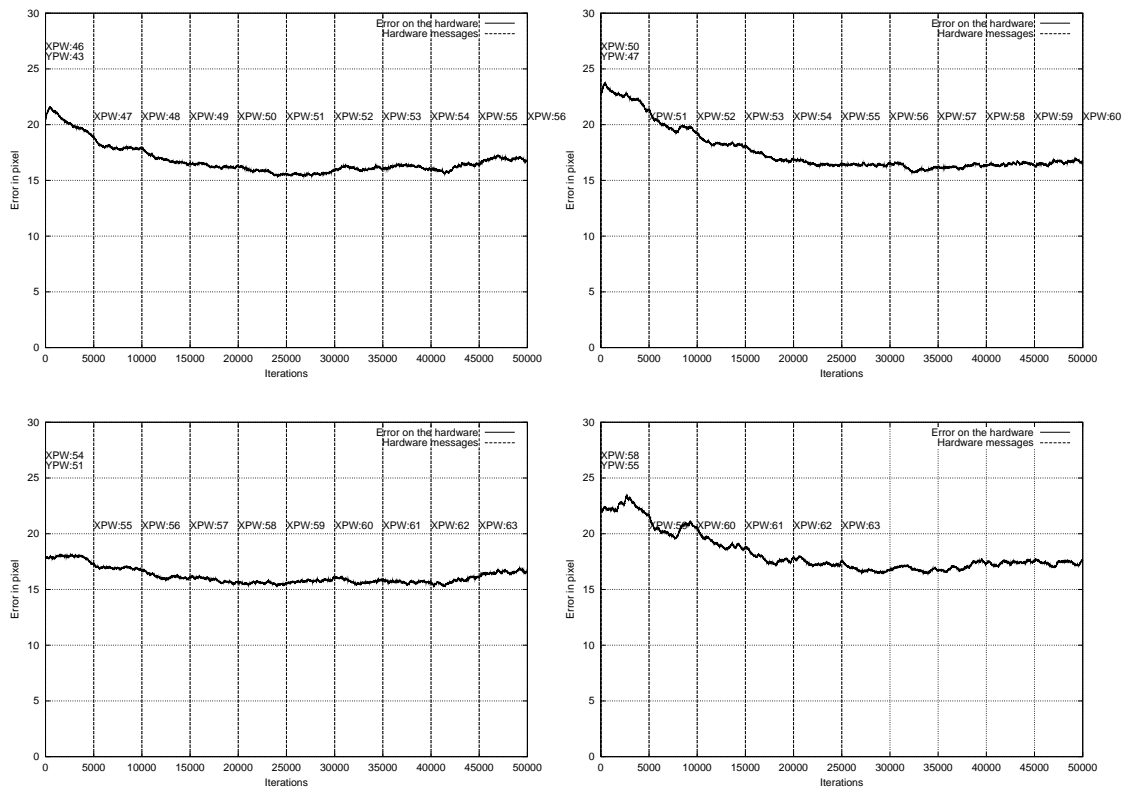 30
25
20
15
10
5
0
Error in pixel
Error on the hardware
Hardware messages
XPW:46
YPW:43
XPW:47 XPW:48 XPW:49 XPW:50 XPW:51 XPW:52 XPW:53 XPW:54 XPW:55 XPW:56
0 5000 10000 15000 20000 25000 30000 35000 40000 45000 50000
Iterations
30
25
20
15
10
5
0
Error in pixel
Error on the hardware
Hardware messages
XPW:50
YPW:47
XPW:51 XPW:52 XPW:53 XPW:54 XPW:55 XPW:56 XPW:57 XPW:58 XPW:59 XPW:60
0 5000 10000 15000 20000 25000 30000 35000 40000 45000 50000
Iterations
30
25
20
15
10
5
0
Error in pixel
Error on the hardware
Hardware messages
XPW:54
YPW:51
XPW:55 XPW:56 XPW:57 XPW:58 XPW:59 XPW:60 XPW:61 XPW:62 XPW:63
0 5000 10000 15000 20000 25000 30000 35000 40000 45000 50000
Iterations
30
25
20
15
10
5
0
Error in pixel
Error on the hardware
Hardware messages
XPW:58
YPW:55
XPW:59 XPW:60 XPW:61 XPW:62 XPW:63
0 5000 10000 15000 20000 25000 30000 35000 40000 45000 50000
Iterations